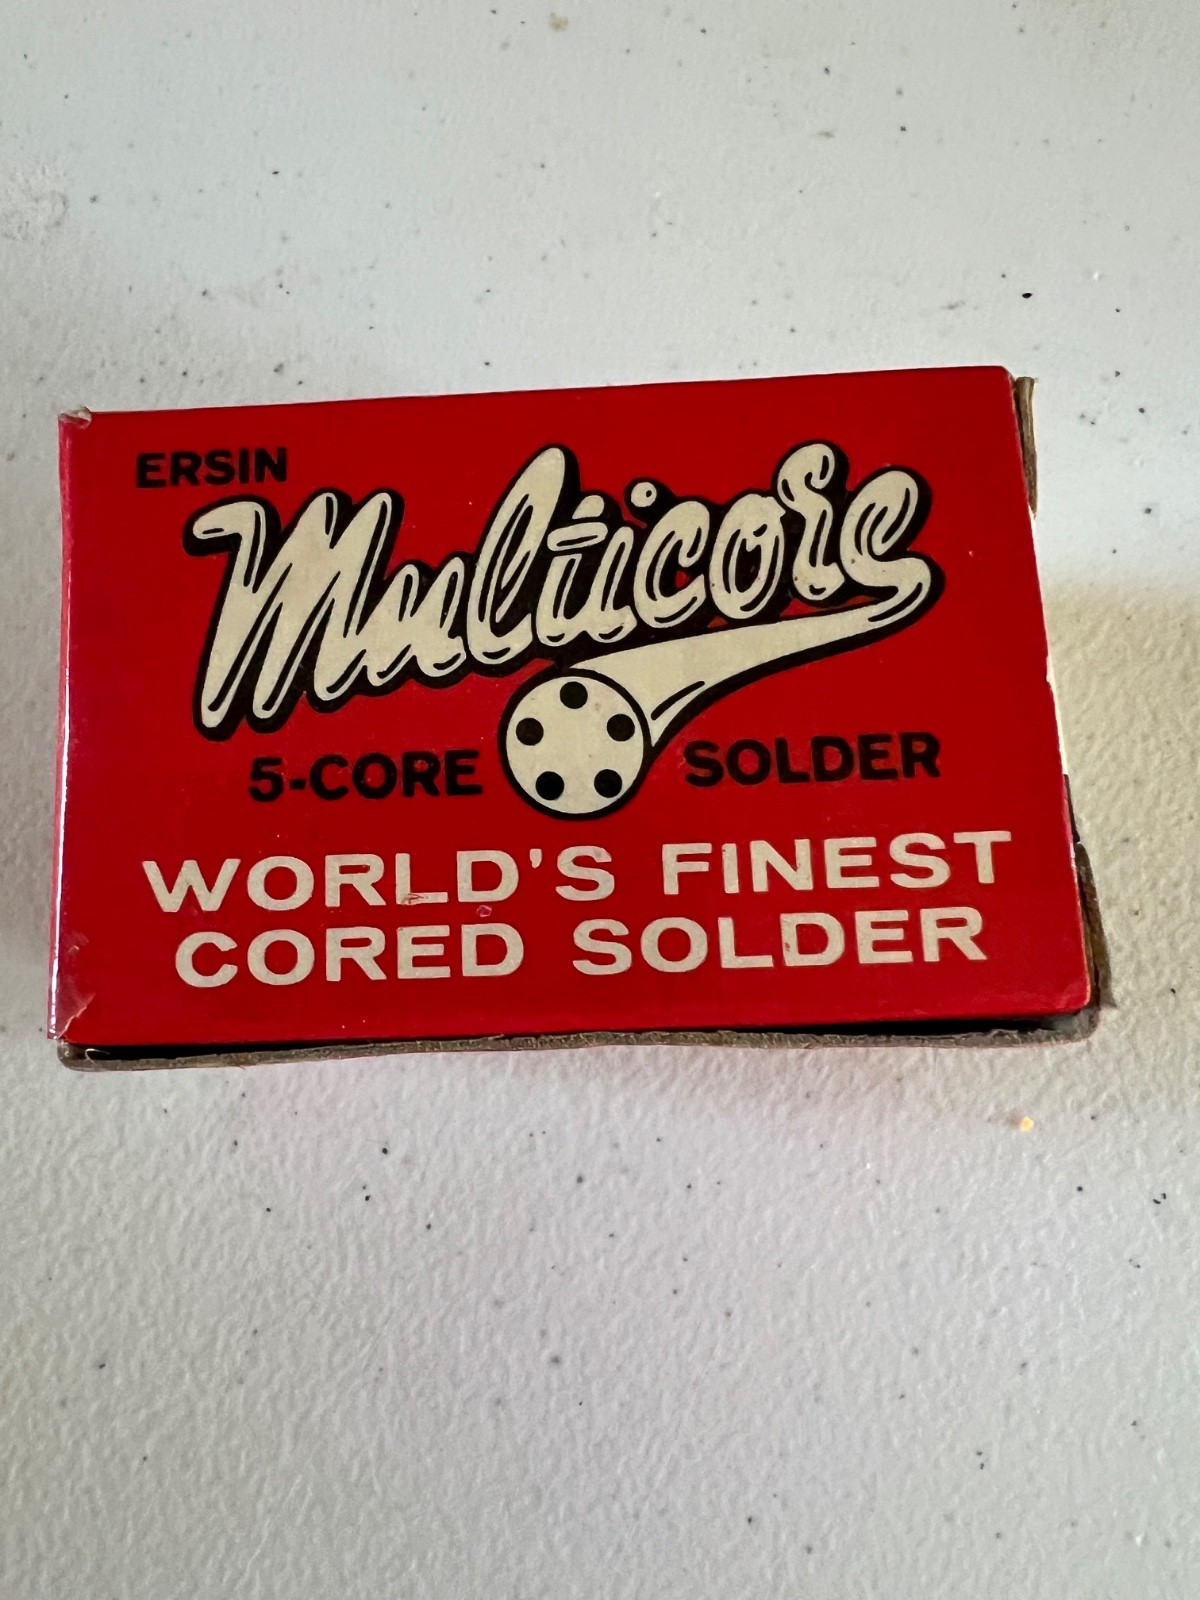 ERSIN
Multicore
5-CORE SOLDER
WORLD'S FINEST
CORED SOLDER